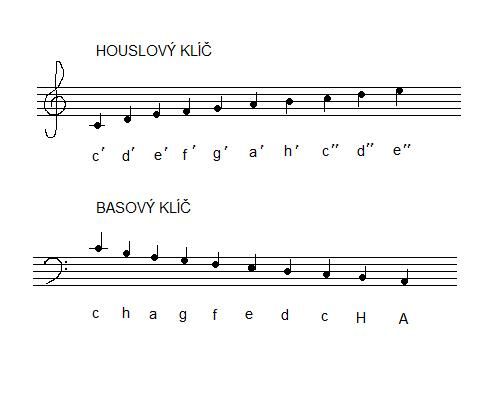 HOUSLOVÝ KLÍČ
c′ d′ e′ f′ g′ a′ h′ c″ d″ e″
BASOVÝ KLÍČ
c h a g f e d c H A